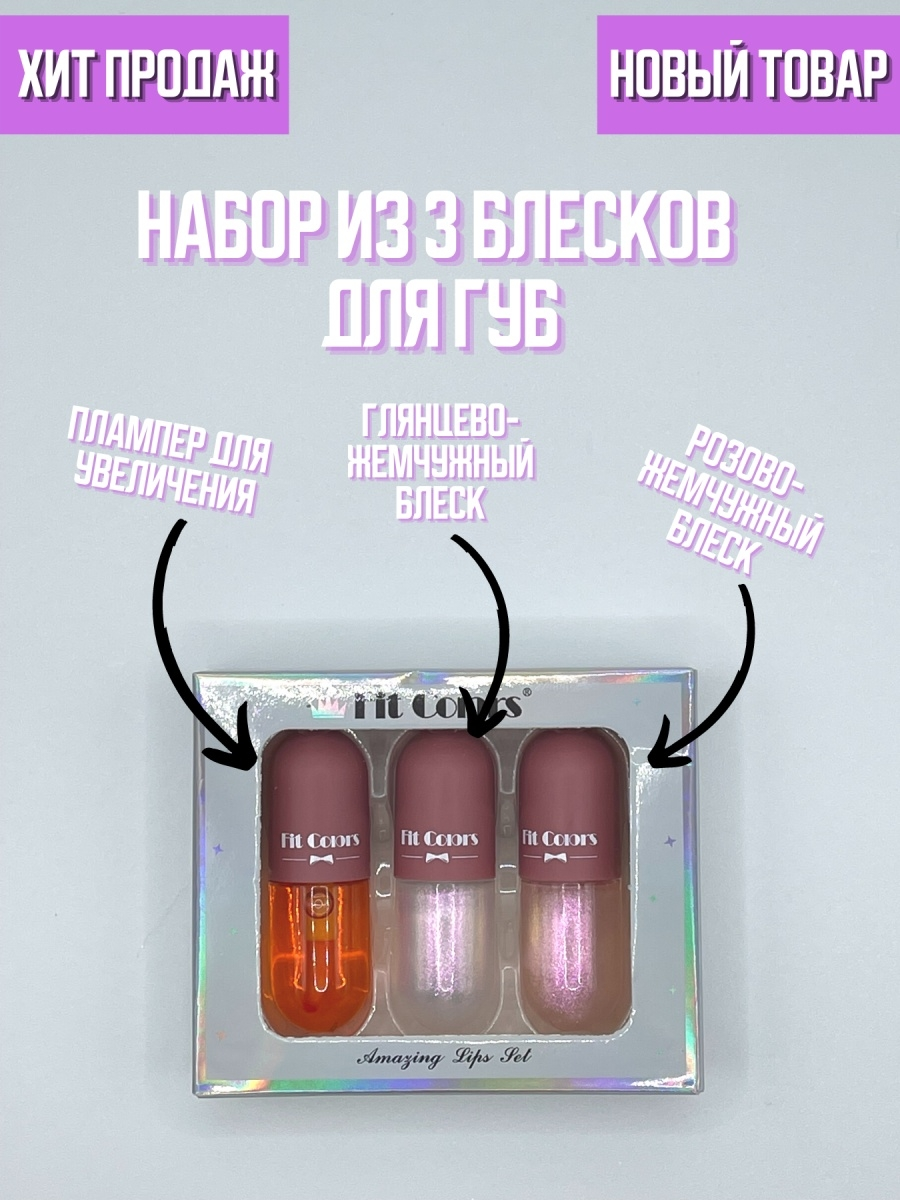 ХИТ ПРОДАЖ
НОВЫЙ ТОВАР
НАБОР ИЗ 3 БЛЕСКОВ
ДЛЯ ГУБ
ПЛАМПЕР ДЛЯ
УВЕЛИЧЕНИЯ
ГЛЯНЦЕВО-
ЖЕМЧУЖНЫЙ
БЛЕСК
РОЗОВО-
ЖЕМЧУЖНЫЙ
БЛЕСК
Fit Colors®
Fit Colors
Fit Colors
Fit Colors
Amazing Lips Set